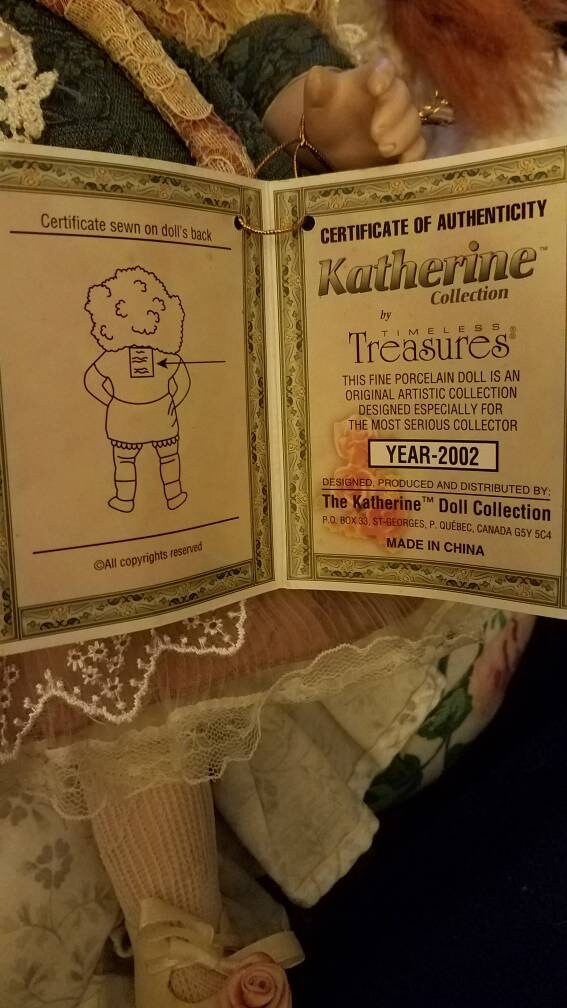 Certificate sewn on doll's back
©All copyrights reserved
CERTIFICATE OF AUTHENTICITY
Katherine™
Collection
by
TIMELESS
Treasures®
THIS FINE PORCELAIN DOLL IS AN
ORIGINAL ARTISTIC COLLECTION
DESIGNED ESPECIALLY FOR
THE MOST SERIOUS COLLECTOR
YEAR-2002
DESIGNED, PRODUCED AND DISTRIBUTED BY:
The Katherine™ Doll Collection
P.O. BOX 33, ST-GEORGES, P. QUÉBEC, CANADA G5Y 5C4
MADE IN CHINA